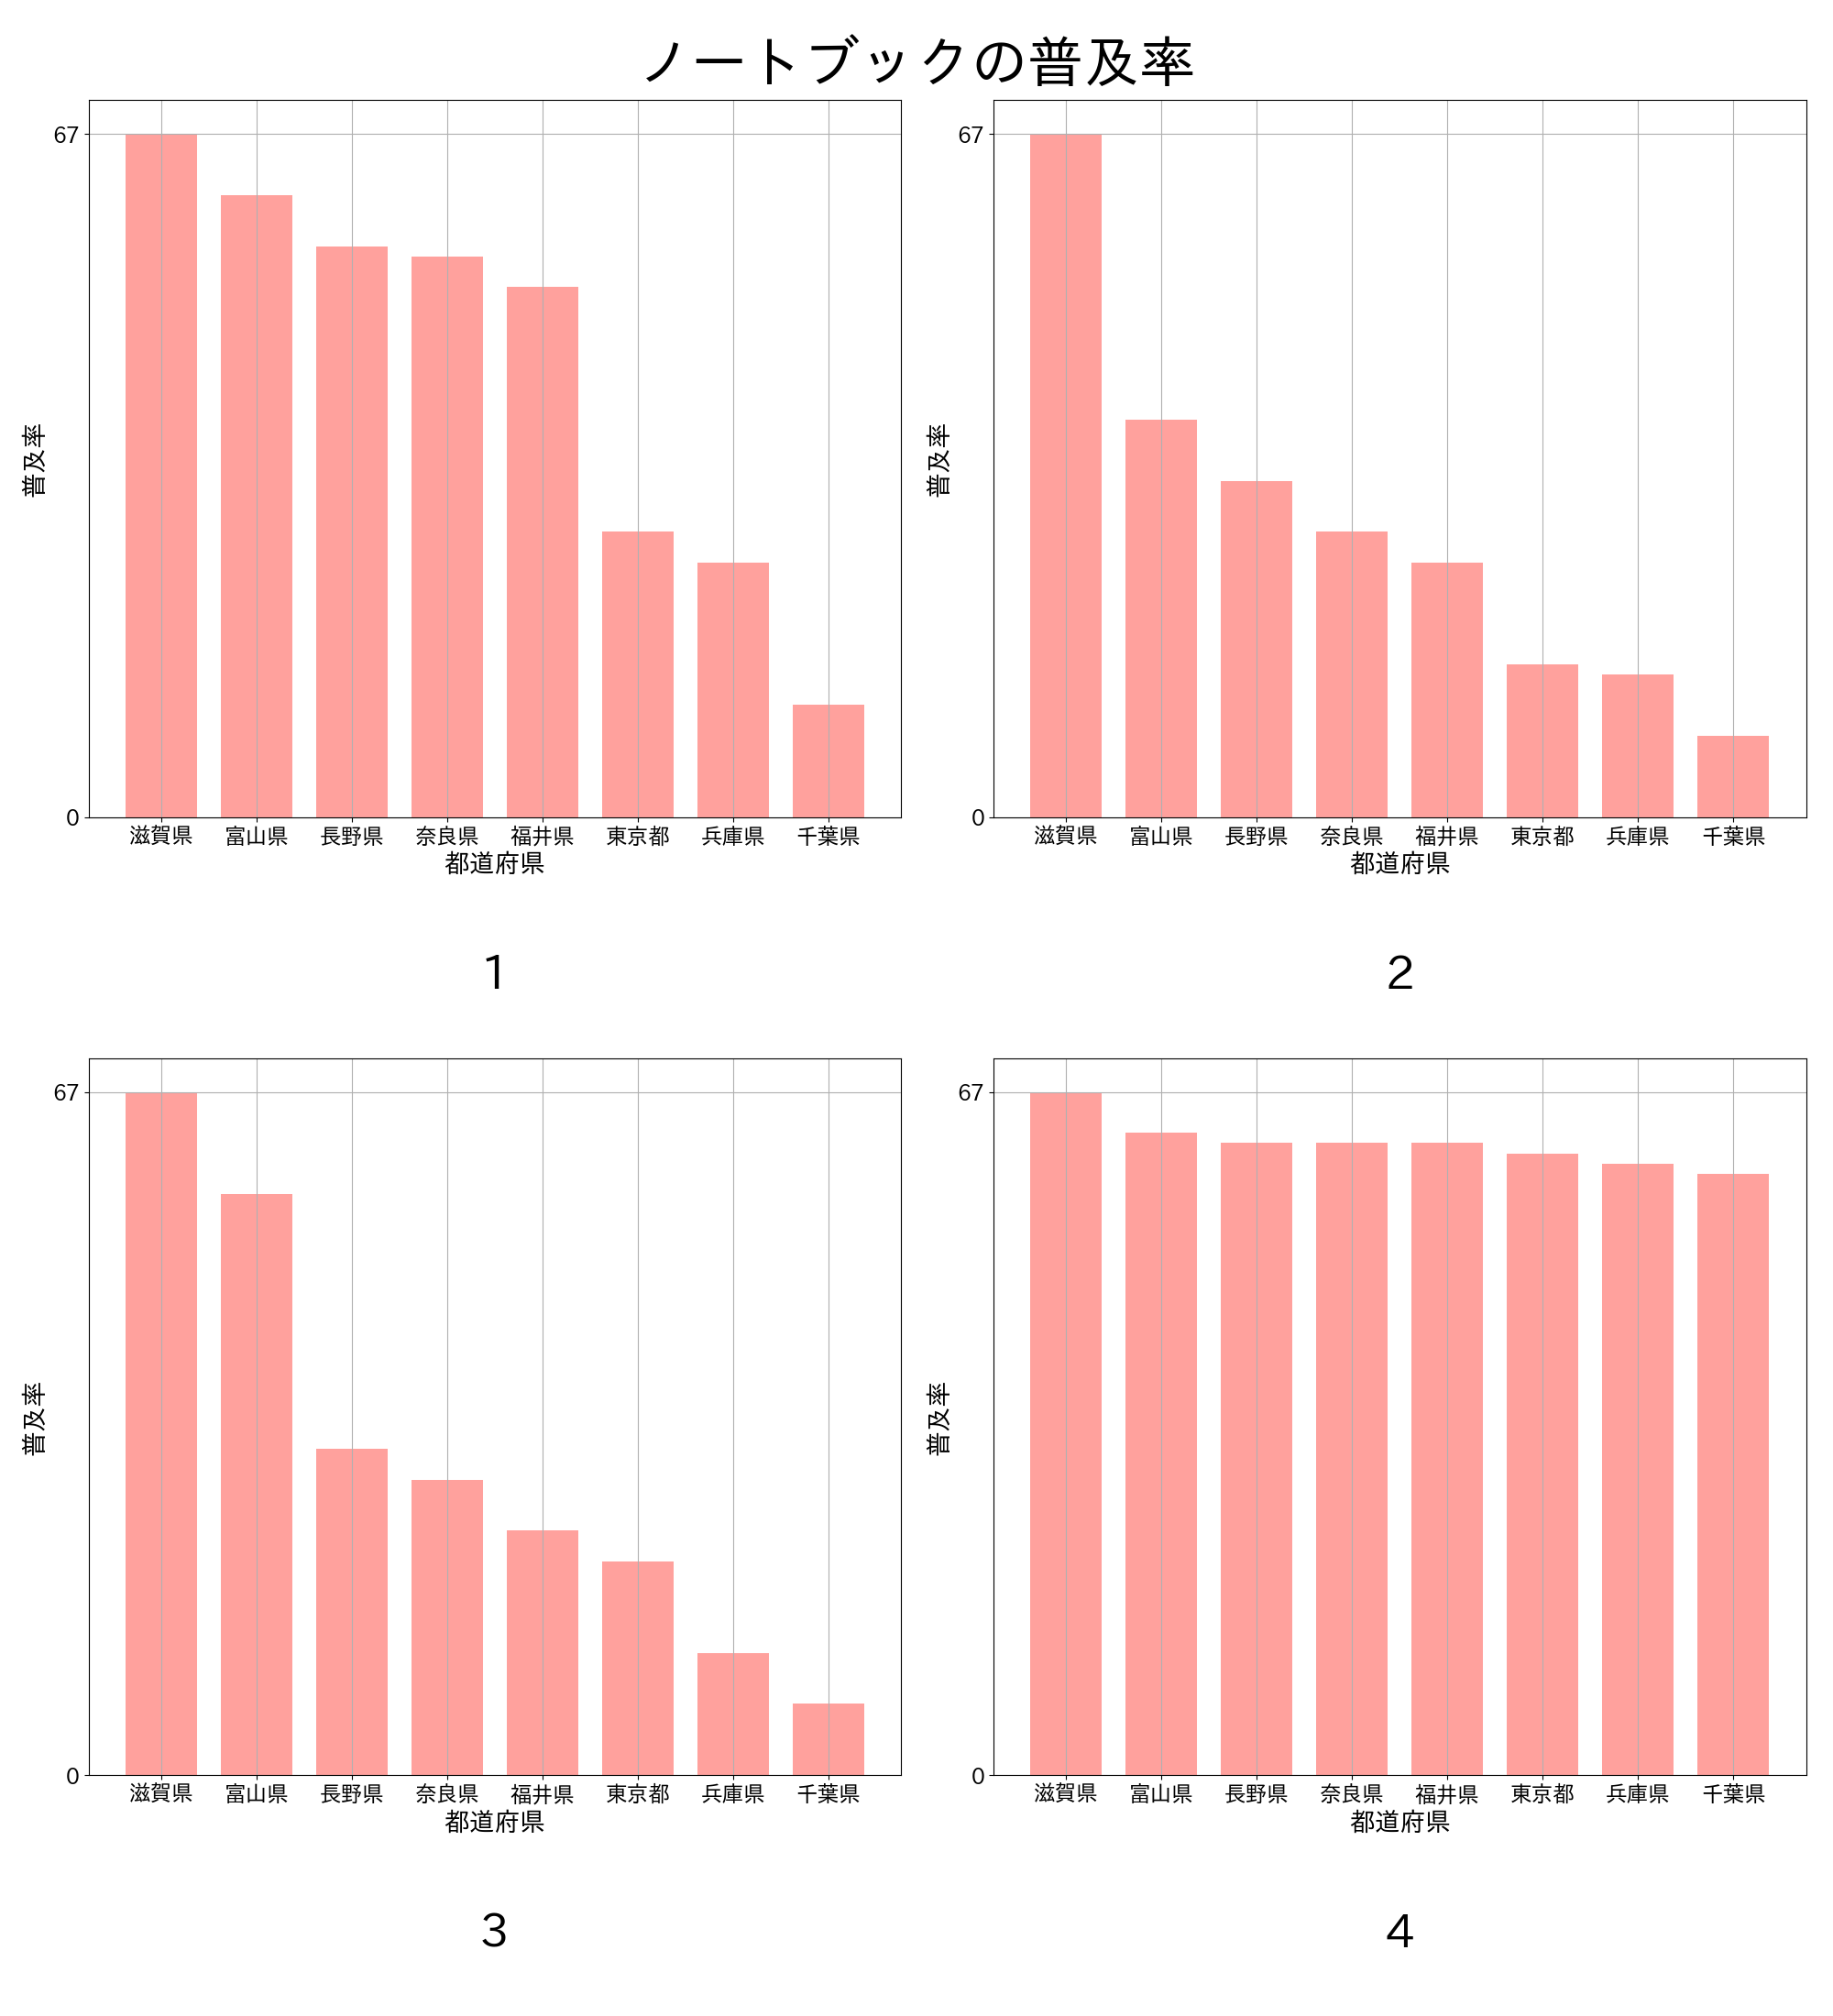 ノートブックの普及率
67
0
普及率
滋賀県 富山県 長野県 奈良県 福井県 東京都 兵庫県 千葉県
都道府県
1
67
0
普及率
滋賀県 富山県 長野県 奈良県 福井県 東京都 兵庫県 千葉県
都道府県
2
67
0
普及率
滋賀県 富山県 長野県 奈良県 福井県 東京都 兵庫県 千葉県
都道府県
3
67
0
普及率
滋賀県 富山県 長野県 奈良県 福井県 東京都 兵庫県 千葉県
都道府県
4